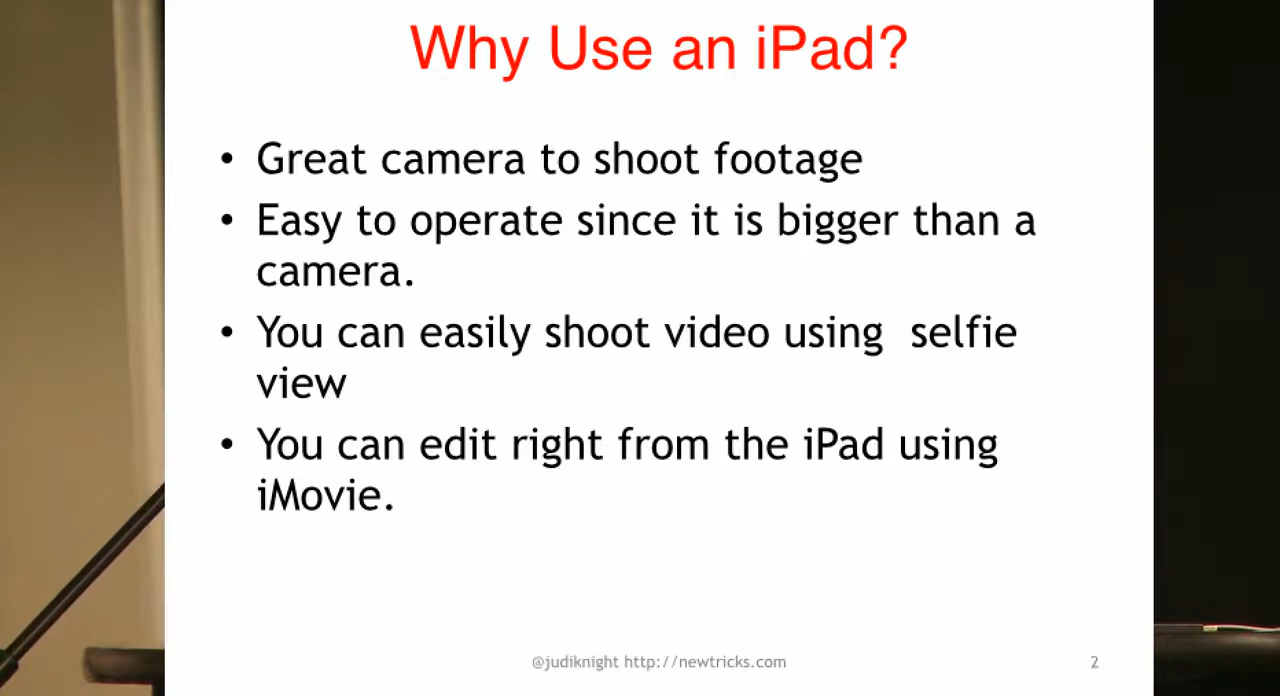 Why Use an iPad?
• Great camera to shoot footage
• Easy to operate since it is bigger than a
camera.
• You can easily shoot video using  selfie
view
• You can edit right from the iPad using
iMovie.
@judiknight http://newtricks.com
2